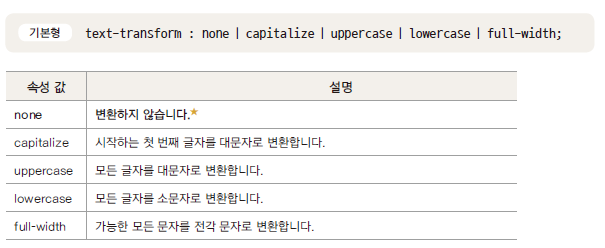 기본형 text-transform : none | capitalize | uppercase | lowercase | full-width;
속성 값 설명
none 변환하지 않습니다.★
capitalize 시작하는 첫 번째 글자를 대문자로 변환합니다.
uppercase 모든 글자를 대문자로 변환합니다.
lowercase 모든 글자를 소문자로 변환합니다.
full-width 가능한 모든 문자를 전각 문자로 변환합니다.